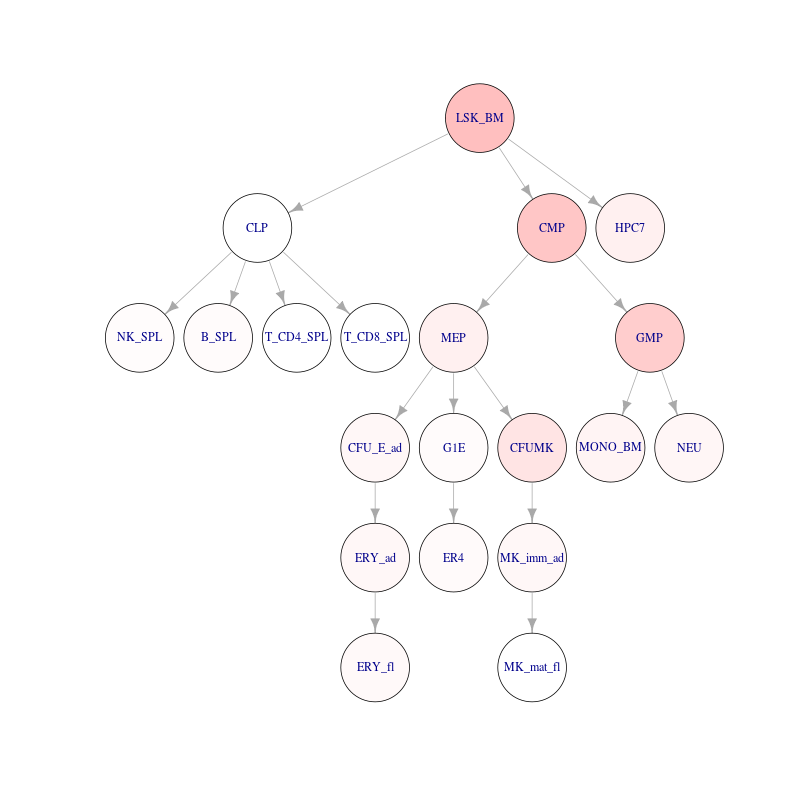 LSK_BM
CLP
CMP
HPC7
NK_SPL
B_SPL
T_CD4_SPL
T_CD8_SPL
MEP
GMP
CFU_E_ad
G1E
CFUMK
MONO_BM
NEU
ERY_ad
ER4
MK_imm_ad
ERY_fl
MK_mat_fl